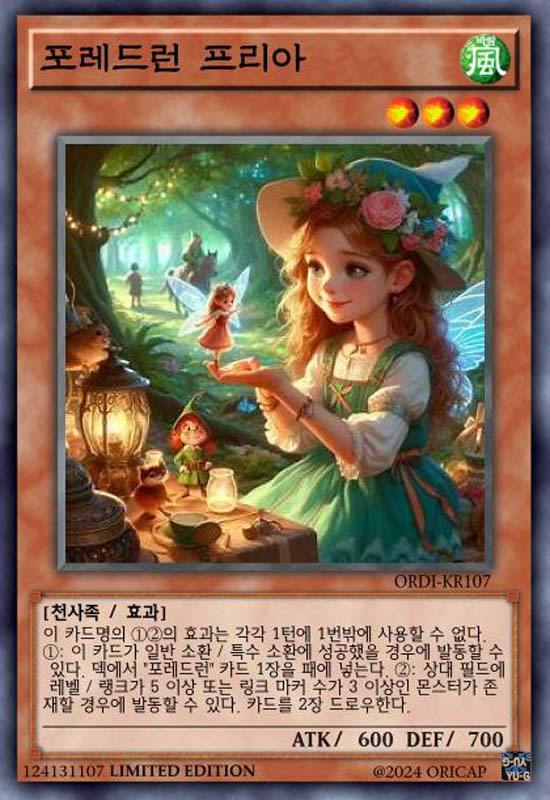 포레드런 프리아
바람
風
ORDI-KR107
[천사족 / 효과]
이 카드명의 ①②의 효과는 각각 1턴에 1번밖에 사용할 수 없다.
①: 이 카드가 일반 소환 / 특수 소환에 성공했을 경우에 발동할 수
있다. 덱에서 "포레드런" 카드 1장을 패에 넣는다. ②: 상대 필드에
레벨 / 랭크가 5 이상 또는 링크 마커 수가 3 이상인 몬스터가 존
재할 경우에 발동할 수 있다. 카드를 2장 드로우한다.
ATK/ 600 DEF/ 700
124131107 LIMITED EDITION
@2024 ORICAP